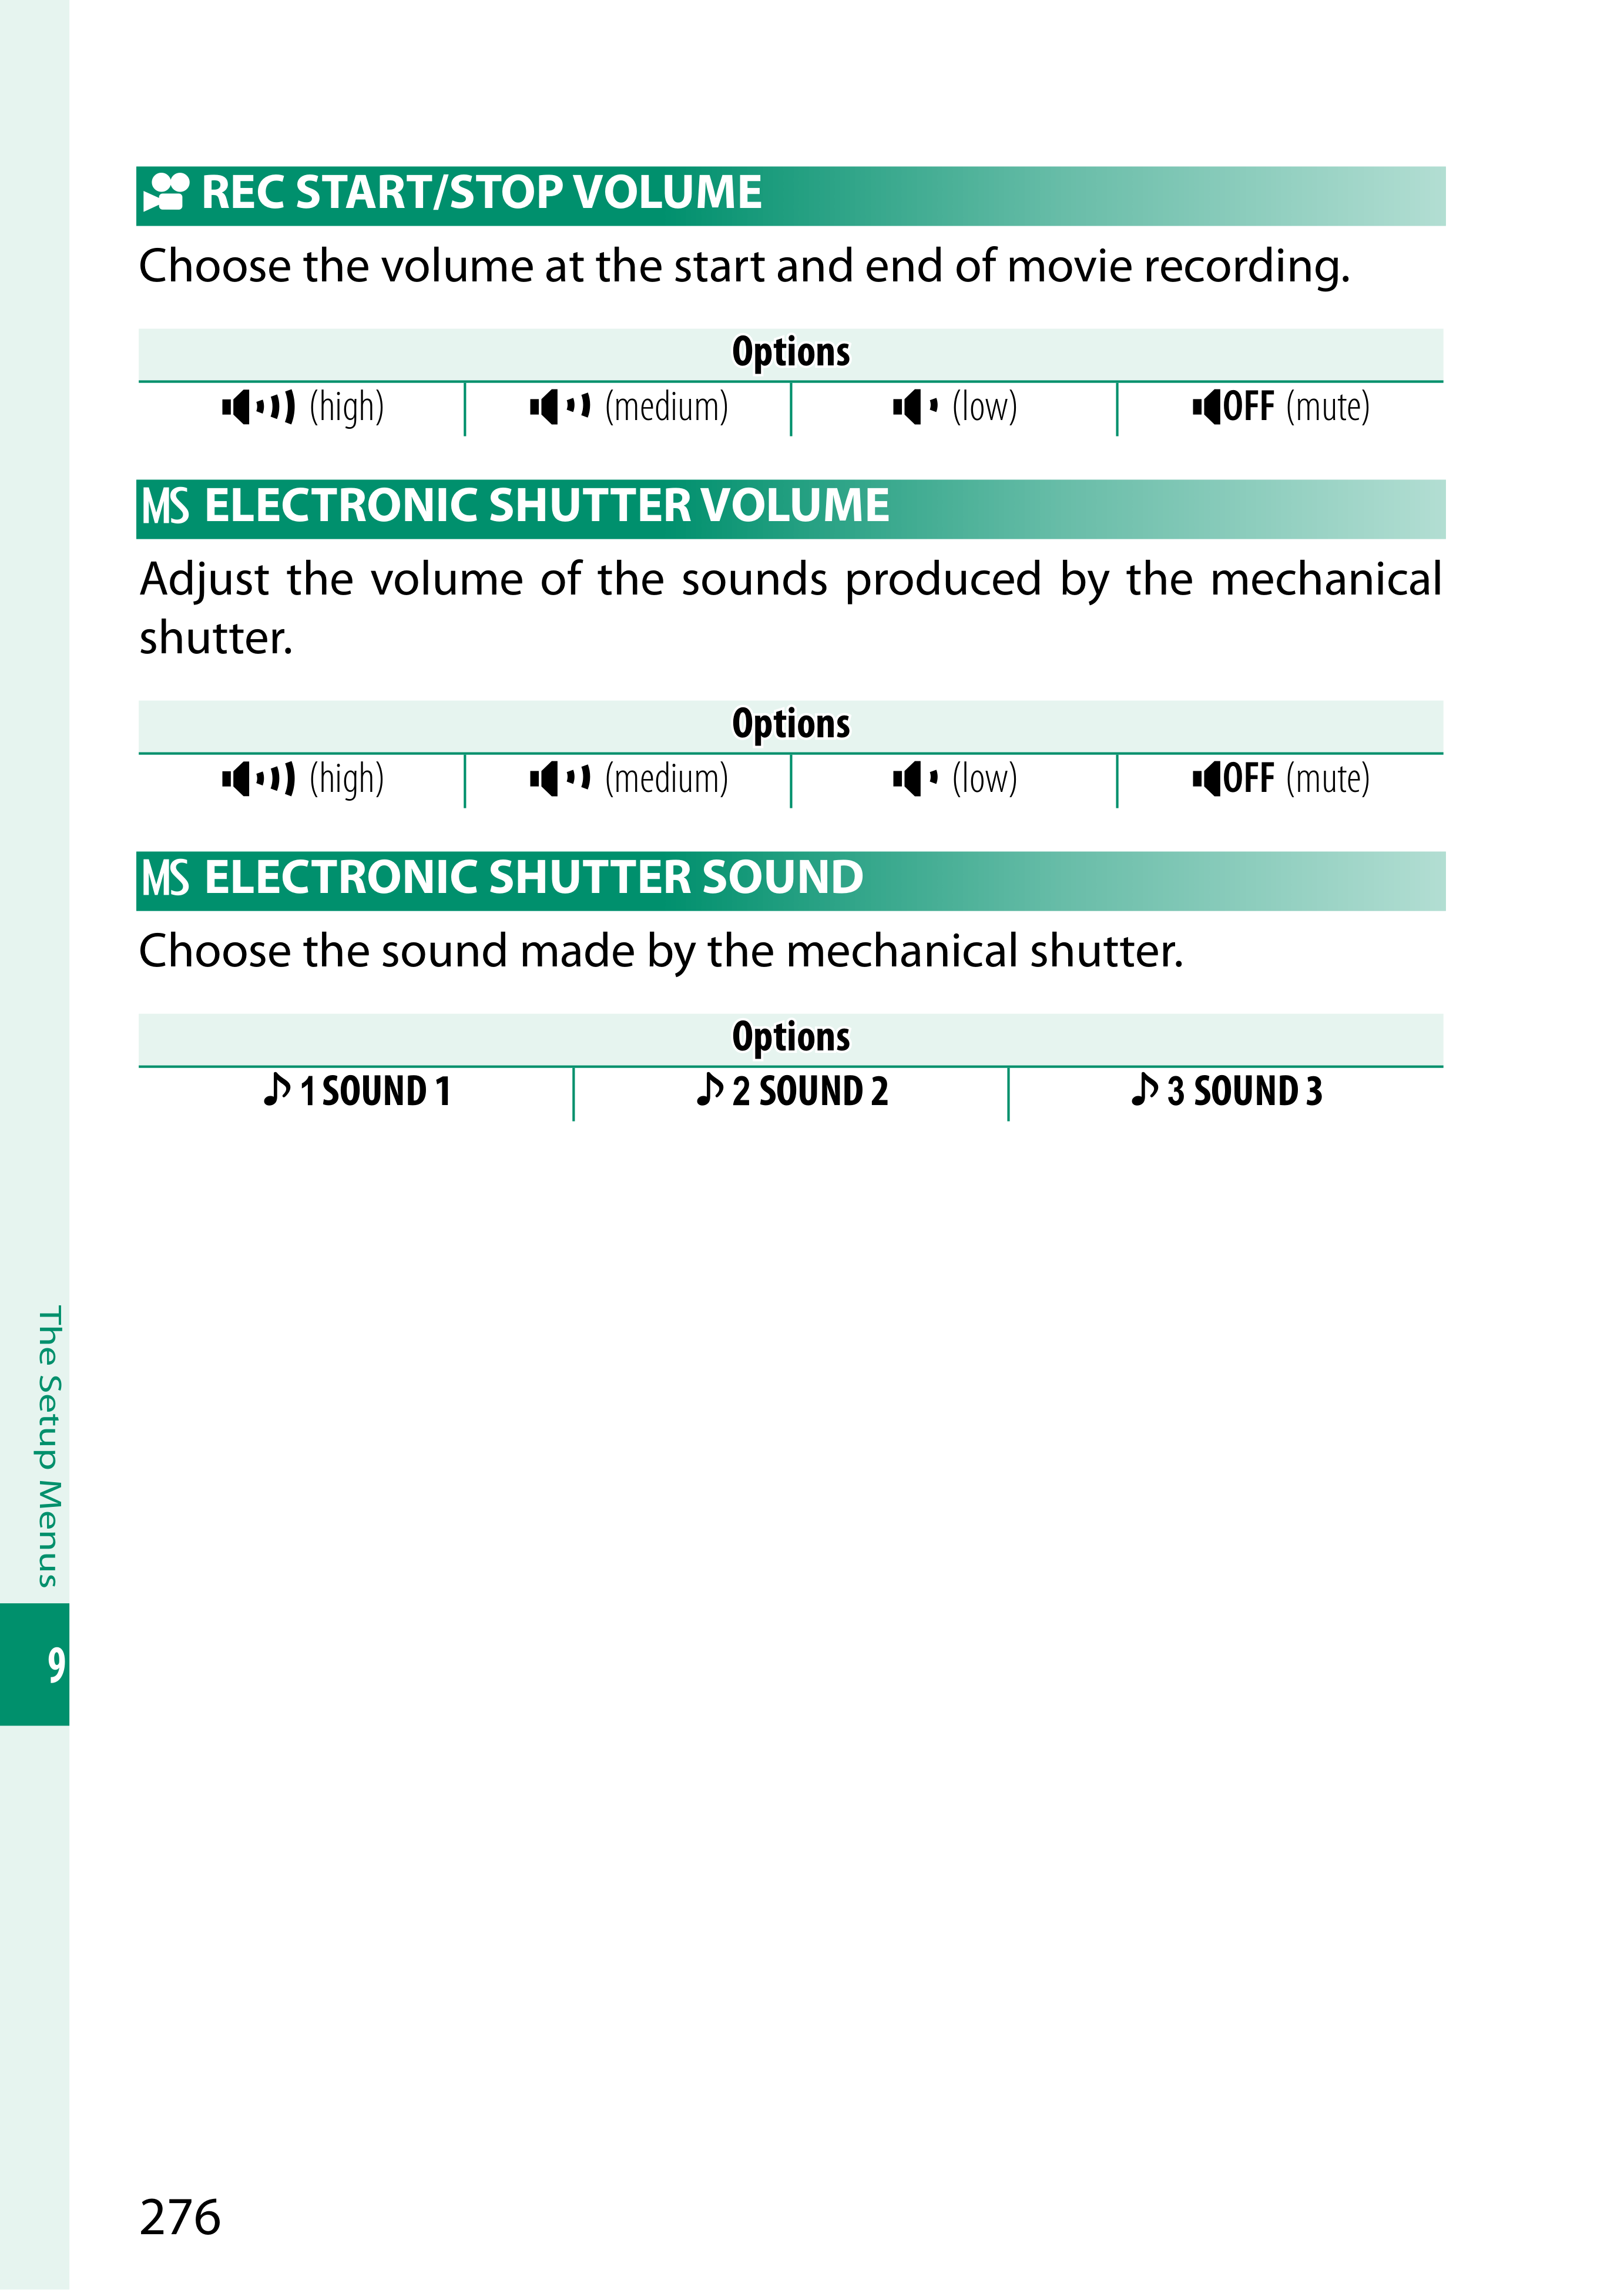 REC START/STOP VOLUME
Choose the volume at the start and end of movie recording.
Options
(high) (medium) (low) OFF (mute)
MS ELECTRONIC SHUTTER VOLUME
Adjust the volume of the sounds produced by the mechanical
shutter.
Options
(high) (medium) (low) OFF (mute)
MS ELECTRONIC SHUTTER SOUND
Choose the sound made by the mechanical shutter.
Options
♪ 1 SOUND 1 ♪ 2 SOUND 2 ♪ 3 SOUND 3
The Setup Menus
9
276